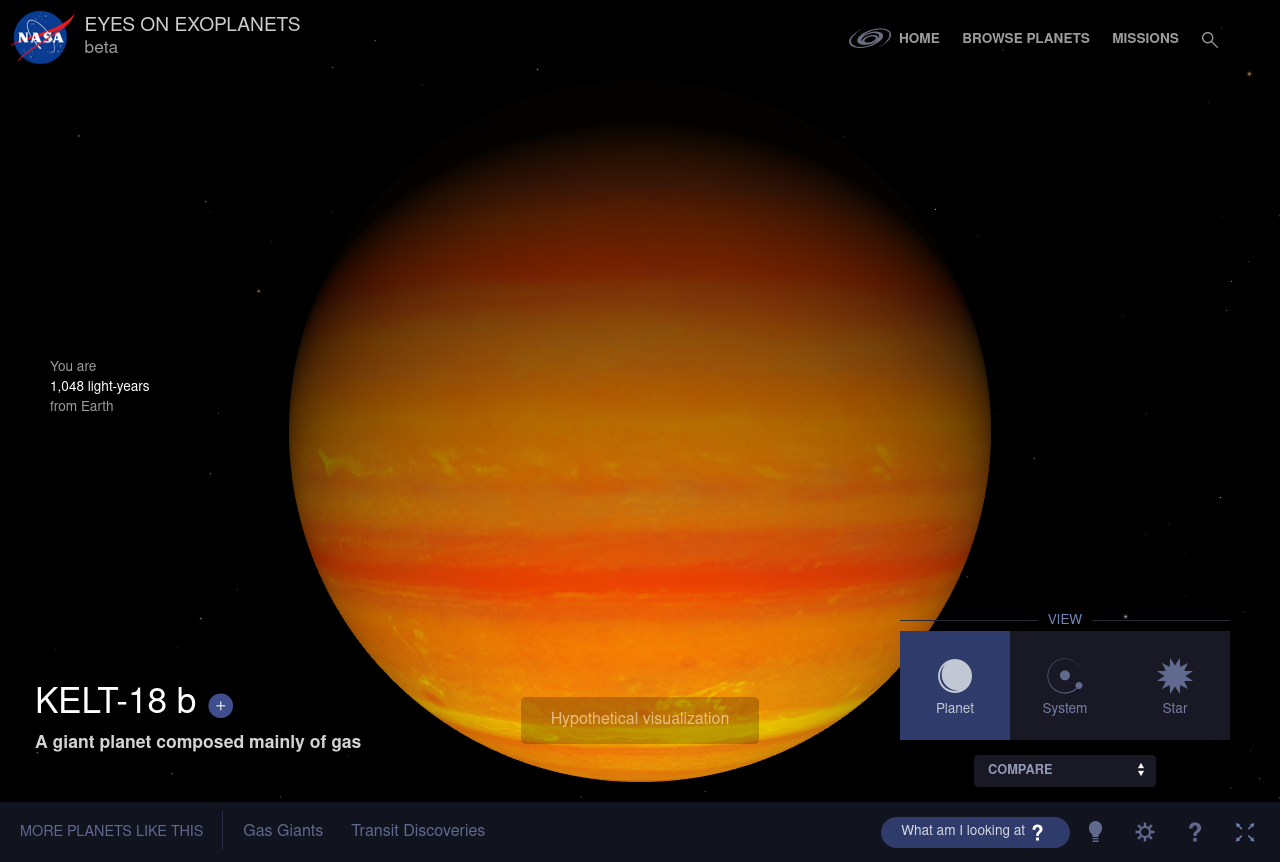 NASA
EYES ON EXOPLANETS
beta
HOME
BROWSE PLANETS
MISSIONS
You are
1,048 light-years
from Earth
KELT-18 b +
A giant planet composed mainly of gas
Hypothetical visualization
VIEW
Planet
System
Star
COMPARE
MORE PLANETS LIKE THIS
Gas Giants
Transit Discoveries
What am I looking at ?
?